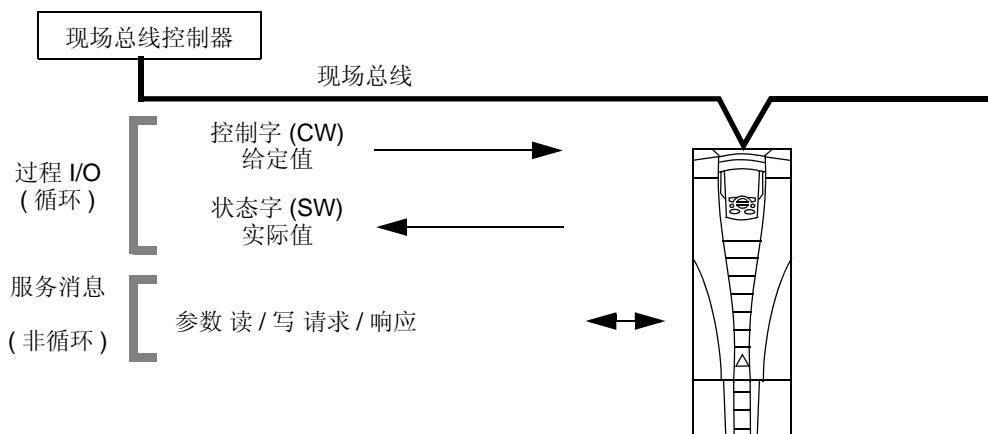 现场总线控制器
现场总线
控制字 (CW)
给定值
过程 I/O
( 循环 )
状态字 (SW)
实际值
服务消息
( 非循环 )
参数 读 / 写 请求 / 响应